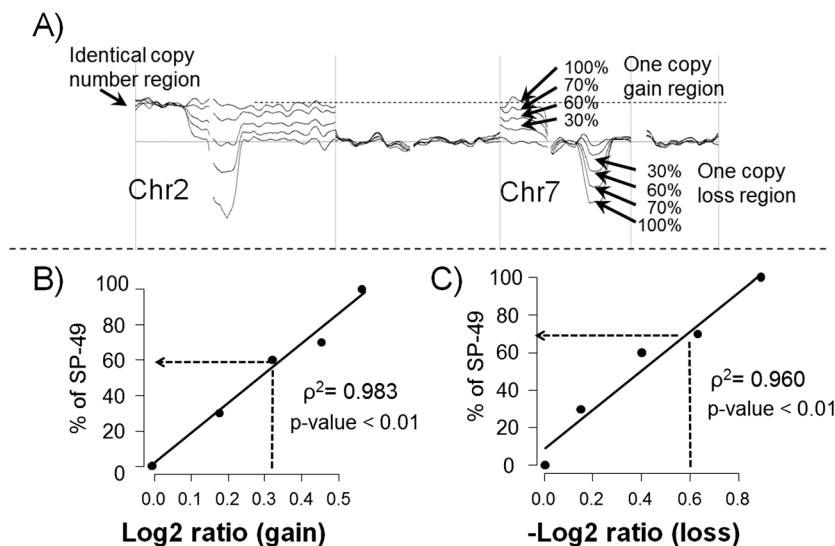 A)
Identical copy
number region
100%
70%
60%
30%
One copy
gain region
Chr2
Chr7
30%
60%
70%
100%
One copy
loss region
B)
% of SP-49
100
80
60
40
20
0
ρ²= 0.983
p-value < 0.01
0.0 0.1 0.2 0.3 0.4 0.5
Log2 ratio (gain)
C)
% of SP-49
100
80
60
40
20
0
ρ²= 0.960
p-value < 0.01
0.0 0.2 0.4 0.6 0.8
-Log2 ratio (loss)